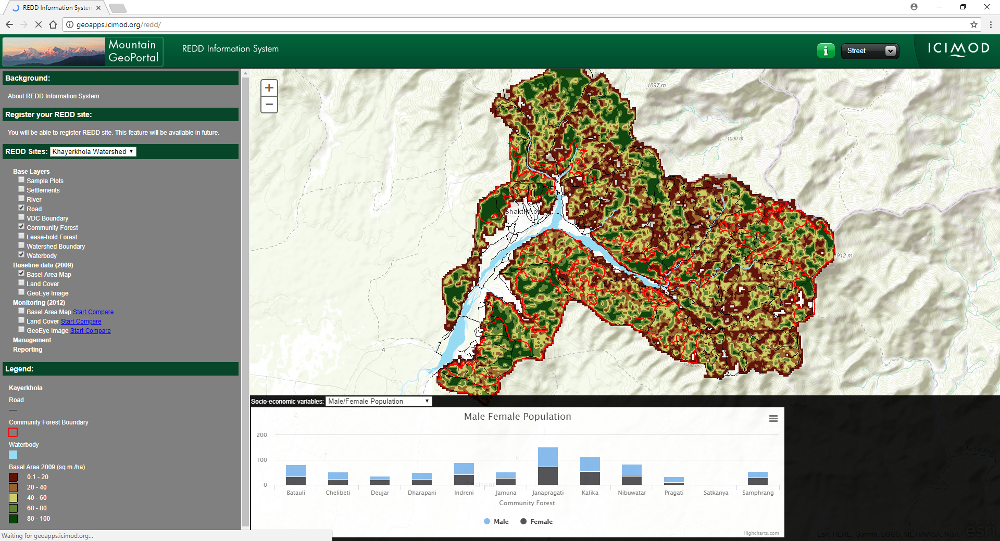 REDD Information System
geoapps.icimod.org/redd/
Mountain
GeoPortal
REDD Information System
i
Street
ICIMOD
Background:
About REDD Information System
Register your REDD site:
You will be able to register REDD site. This feature will be available in future.
REDD Sites: Khayerkhola Watershed
Base Layers
Sample Plots
Settlements
River
Road
VDC Boundary
Community Forest
Lease-hold Forest
Watershed Boundary
Waterbody
Baseline data (2009)
Basel Area Map
Land Cover
GeoEye Image
Monitoring (2012)
Basel Area Map Start Compare
Land Cover Start Compare
GeoEye Image Start Compare
Management
Reporting
Legend:
Kayerkhola
Road
Community Forest Boundary
Waterbody
Basal Area 2009 (sq.m./ha)
0.1 - 20
20 - 40
40 - 60
60 - 80
80 - 100
Waiting for geoapps.icimod.org...
+
−
1897 m
1000 m
Shaktikhor
1912 m
4
1000 m
Socio-economic variables: Male/Female Population
Male Female Population
200
100
0
2
7
6
Chainpur
Batauli Chelibeti Deujar Dharapani Indreni Jamuna Janapragati Kalika Nibuwatar Pragati Satkanya Samphrang
Community Forest
Male Female
Highcharts.com
Esri, HERE, Garmin, USGS, METI/NASA, NGA
esri